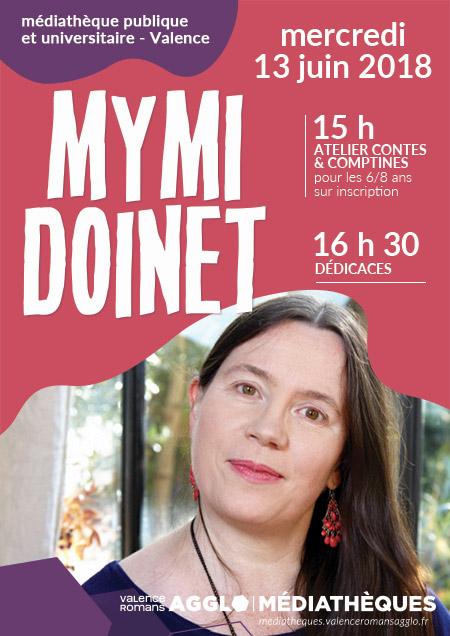 médiathèque publique
et universitaire - Valence
mercredi
13 juin 2018
MYMI
DOINET
15 h
ATELIER CONTES
& COMPTINES
pour les 6/8 ans
sur inscription
16 h 30
DÉDICACES
valence
romans AGGLO MÉDIATHÈQUES
mediatheques.valenceromansagglo.fr